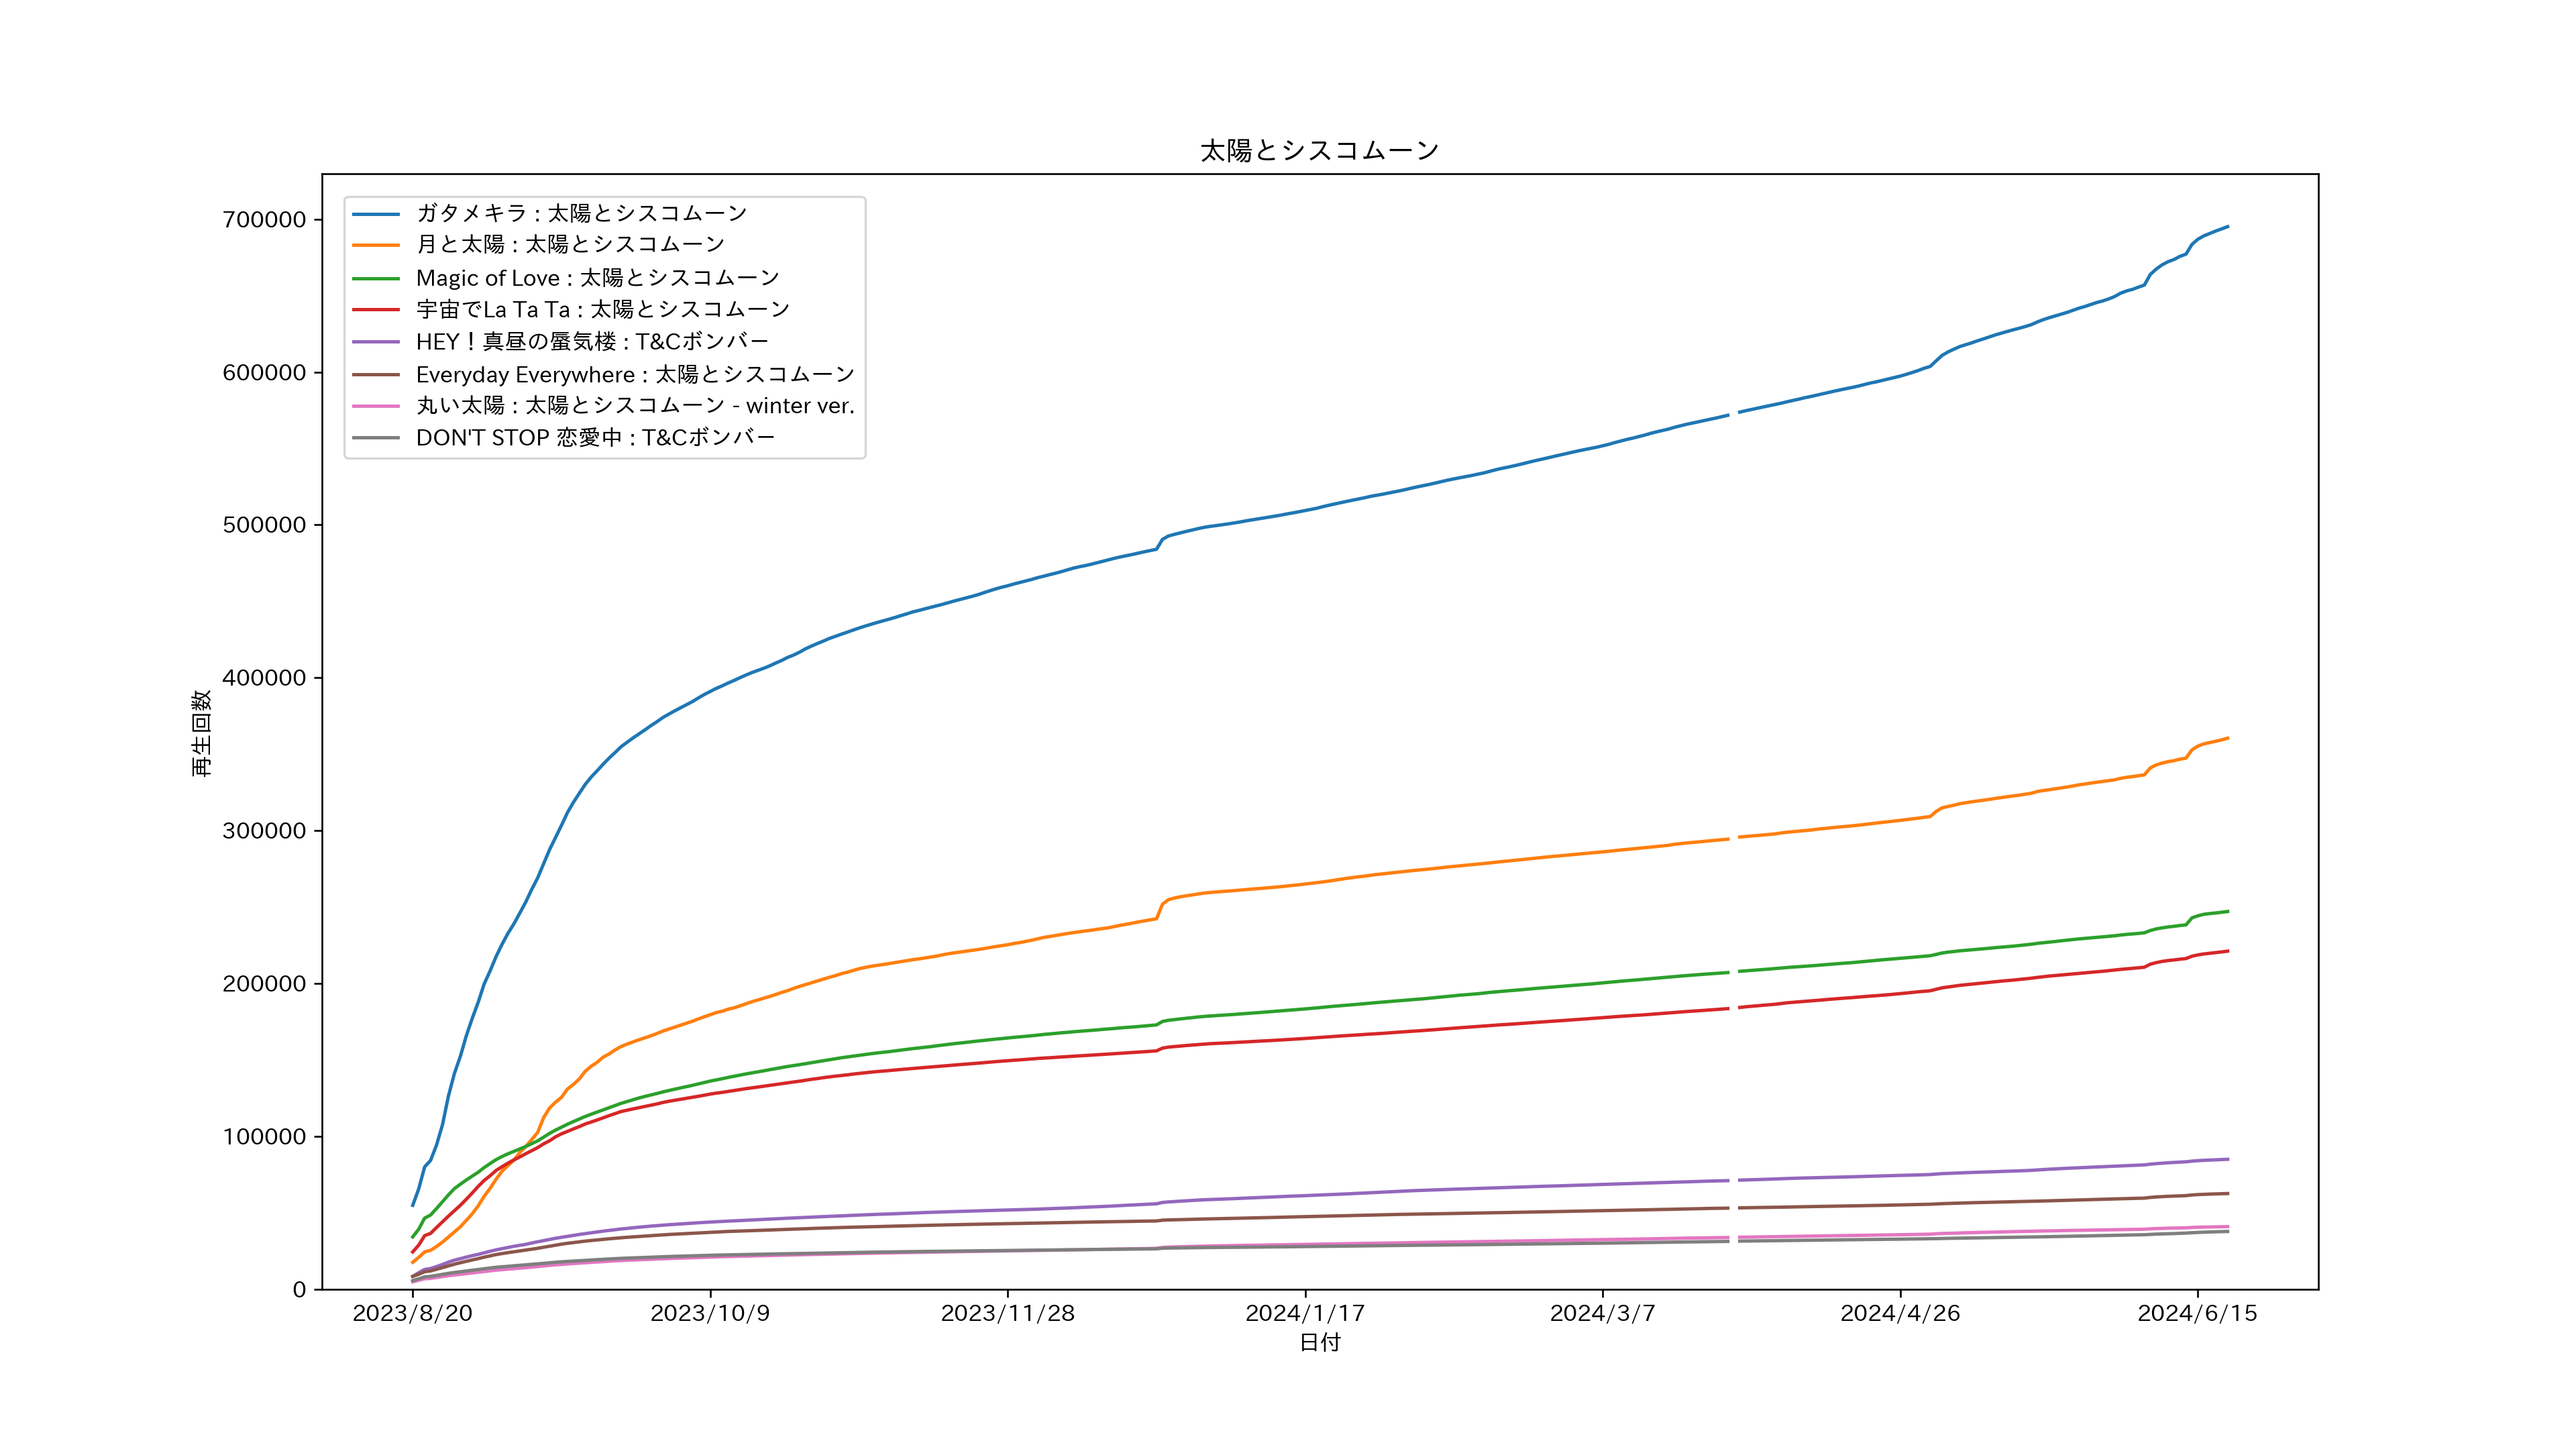 太陽とシスコムーン
ガタメキラ : 太陽とシスコムーン
月と太陽 : 太陽とシスコムーン
Magic of Love : 太陽とシスコムーン
宇宙でLa Ta Ta : 太陽とシスコムーン
HEY！真昼の蜃気楼 : T&Cボンバー
Everyday Everywhere : 太陽とシスコムーン
丸い太陽 : 太陽とシスコムーン - winter ver.
DON'T STOP 恋愛中 : T&Cボンバー
700000
600000
500000
400000
300000
200000
100000
0
再生回数
2023/8/20 2023/10/9 2023/11/28 2024/1/17 2024/3/7 2024/4/26 2024/6/15
日付